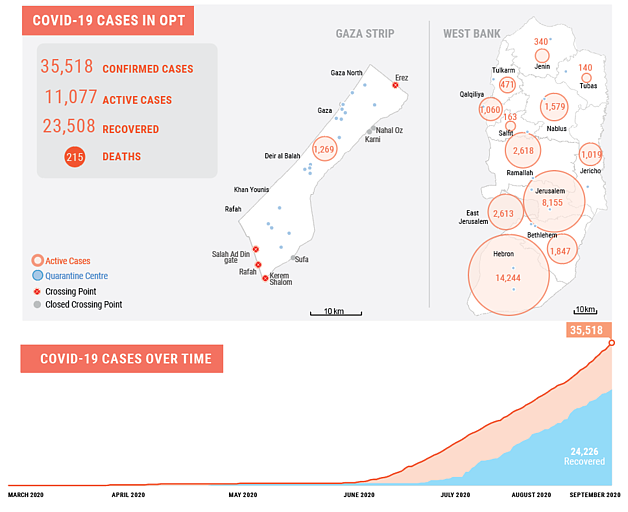 COVID-19 CASES IN OPT
35,518 CONFIRMED CASES
11,077 ACTIVE CASES
23,508 RECOVERED
215 DEATHS
GAZA STRIP
Gaza North
Erez
Gaza
Nahal Oz
Karni
1,269
Deir al Balah
Khan Younis
Rafah
Salah Ad Din
gate
Sufa
Rafah
Kerem
Shalom
10 km
WEST BANK
340
Jenin
140
Tubas
Tulkarm
471
Qalqiliya
1,060
163
Salfit
1,579
Nablus
2,618
Ramallah
1,019
Jericho
Jerusalem
8,155
East
Jerusalem
2,613
Bethlehem
1,847
Hebron
14,244
10km
Active Cases
Quarantine Centre
Crossing Point
Closed Crossing Point
COVID-19 CASES OVER TIME
35,518
24,226
Recovered
MARCH 2020
APRIL 2020
MAY 2020
JUNE 2020
JULY 2020
AUGUST 2020
SEPTEMBER 2020